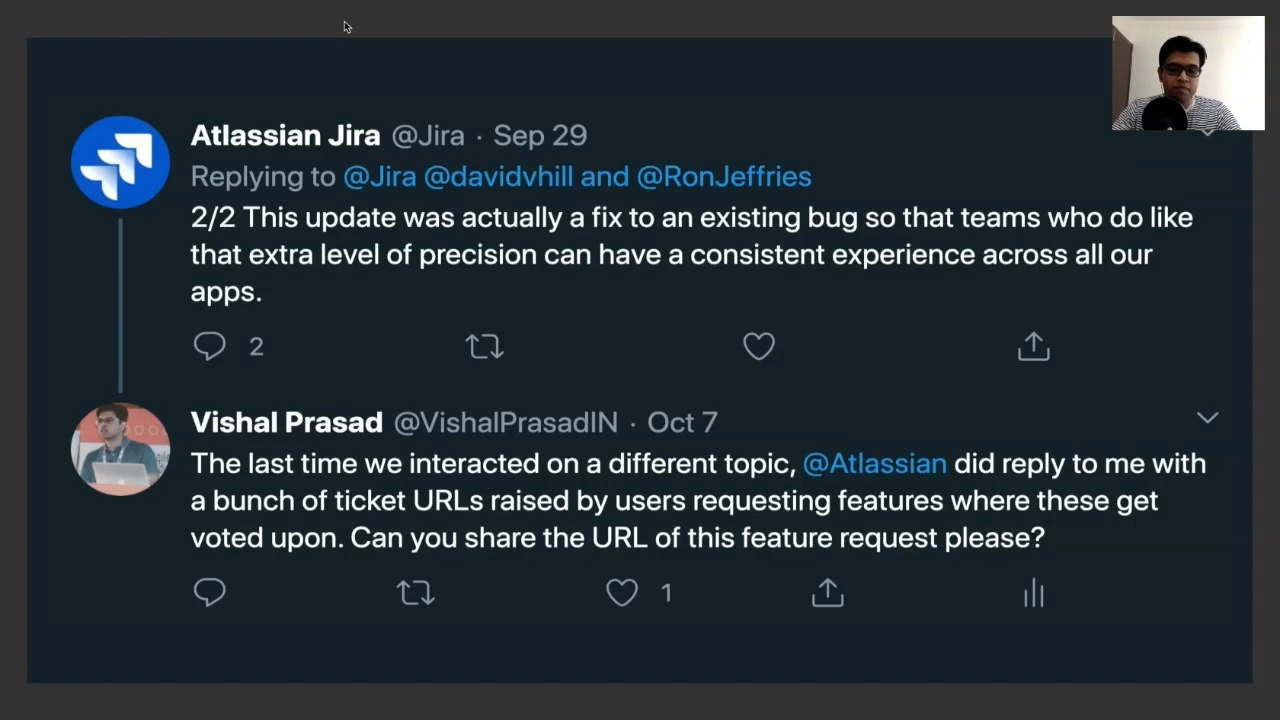 Atlassian Jira @Jira · Sep 29
Replying to @Jira @davidvhill and @RonJeffries
2/2 This update was actually a fix to an existing bug so that teams who do like
that extra level of precision can have a consistent experience across all our
apps.
2
Vishal Prasad @VishalPrasadIN · Oct 7
The last time we interacted on a different topic, @Atlassian did reply to me with
a bunch of ticket URLs raised by users requesting features where these get
voted upon. Can you share the URL of this feature request please?
1